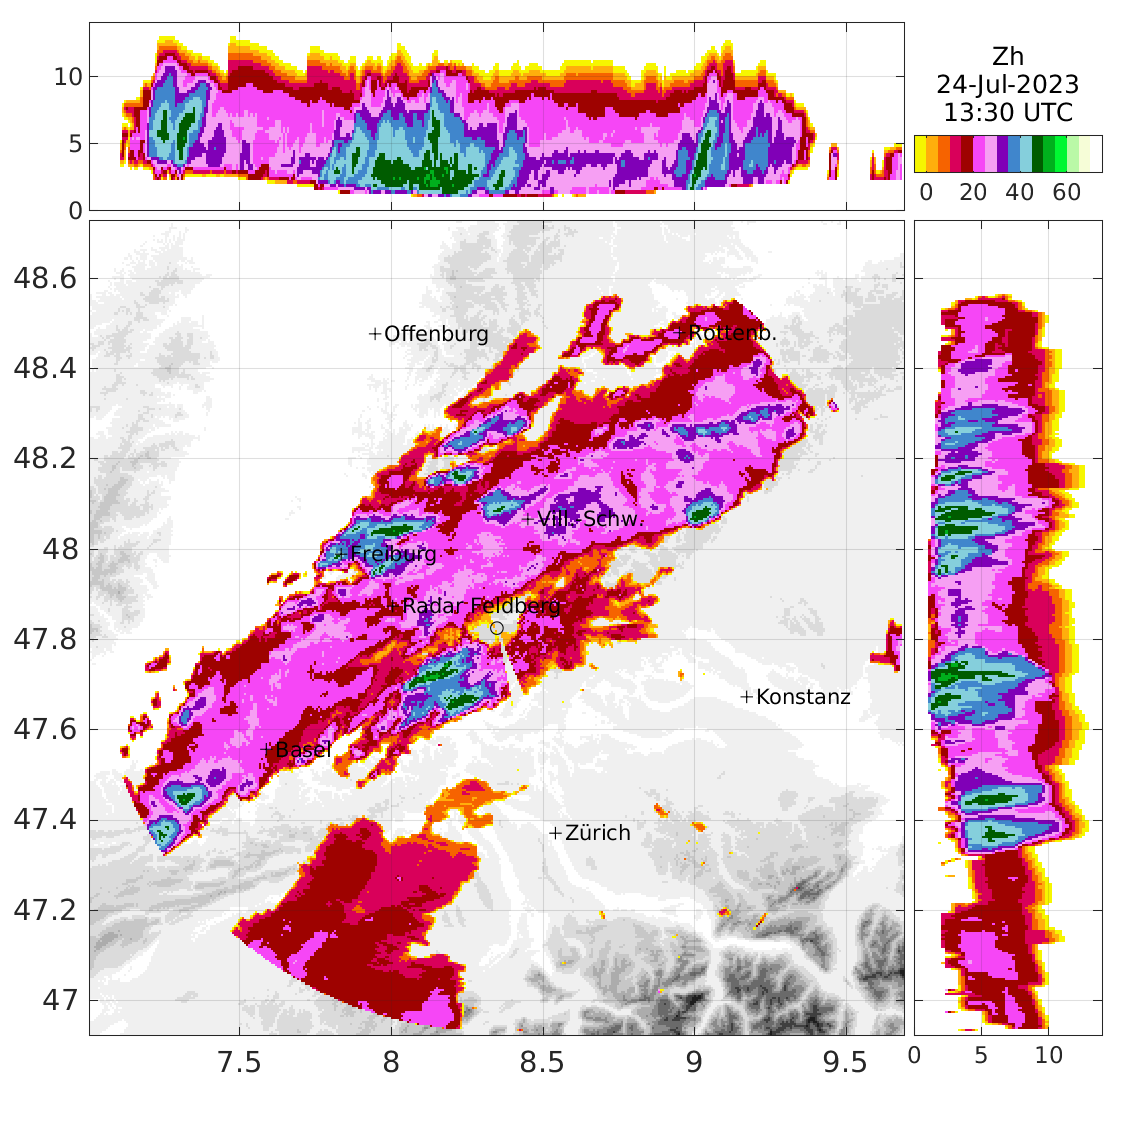 Zh
24-Jul-2023
13:30 UTC
0 20 40 60
10
5
0
48.6
48.4
48.2
48
47.8
47.6
47.4
47.2
47
+Offenburg
+Rottenb.
+Vill.-Schw.
+Freiburg
+Radar Feldberg
+Konstanz
+Basel
+Zürich
7.5 8 8.5 9 9.5
0 5 10